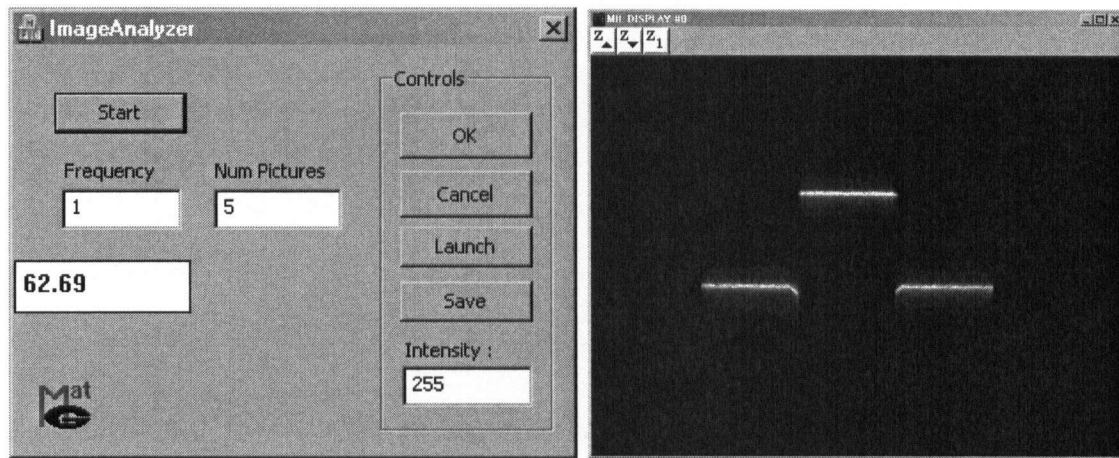 ImageAnalyzer
Start
Frequency
Num Pictures
1
5
62.69
Controls
OK
Cancel
Launch
Save
Intensity :
255
Mat
MIL DISPLAY #0
Z Z Z1